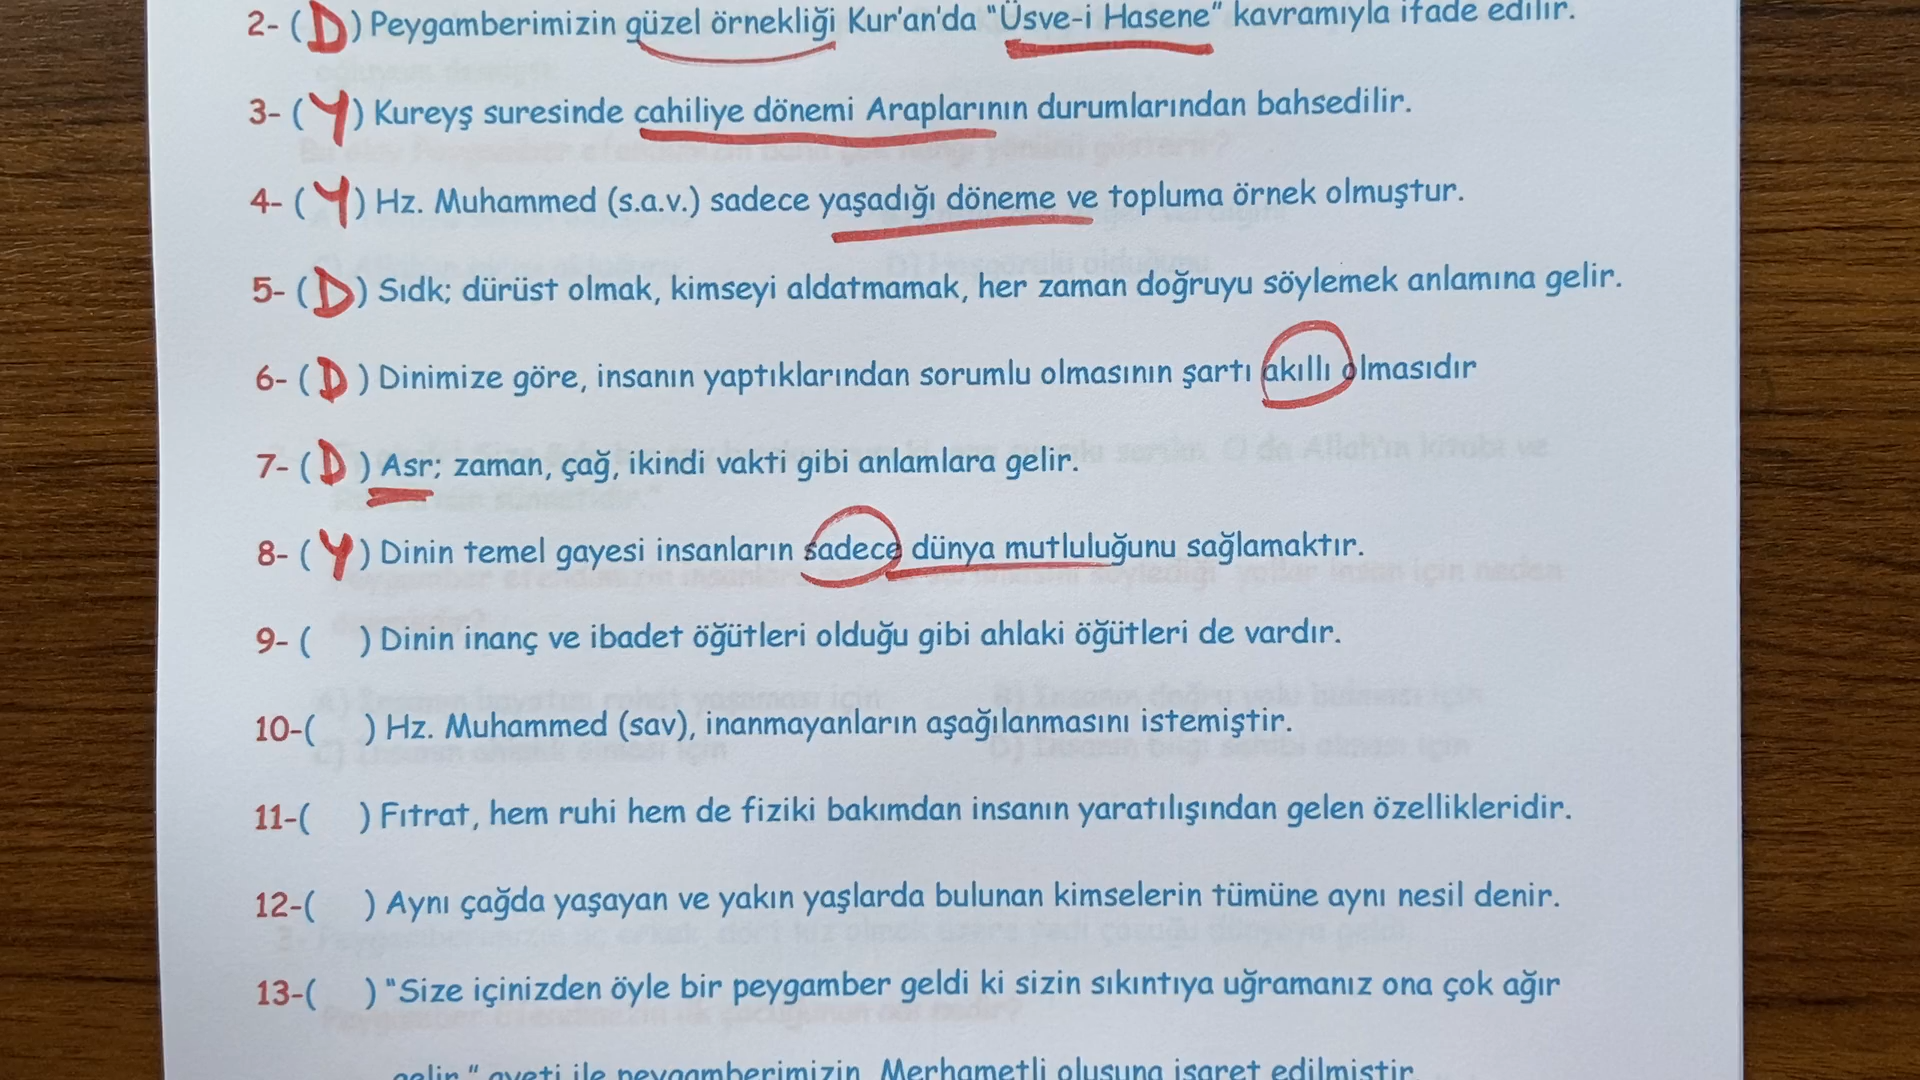 2- (D) Peygamberimizin güzel örnekliği Kur'an'da "Üsve-i Hasene" kavramıyla ifade edilir.
3- (Y) Kureyş suresinde cahiliye dönemi Araplarının durumlarından bahsedilir.
4- (Y) Hz. Muhammed (s.a.v.) sadece yaşadığı döneme ve topluma örnek olmuştur.
5- (D) Sıdk; dürüst olmak, kimseyi aldatmamak, her zaman doğruyu söylemek anlamına gelir.
6- (D) Dinimize göre, insanın yaptıklarından sorumlu olmasının şartı akıllı olmasıdır
7- (D) Asr; zaman, çağ, ikindi vakti gibi anlamlara gelir.
8- (Y) Dinin temel gayesi insanların sadece dünya mutluluğunu sağlamaktır.
9- ( ) Dinin inanç ve ibadet öğütleri olduğu gibi ahlaki öğütleri de vardır.
10-( ) Hz. Muhammed (sav), inanmayanların aşağılanmasını istemiştir.
11-( ) Fıtrat, hem ruhi hem de fiziki bakımdan insanın yaratılışından gelen özellikleridir.
12-( ) Aynı çağda yaşayan ve yakın yaşlarda bulunan kimselerin tümüne aynı nesil denir.
13-( ) "Size içinizden öyle bir peygamber geldi ki sizin sıkıntıya uğramanız ona çok ağır
gelir." ayeti ile peygamberimizin Merhametli oluşuna işaret edilmiştir